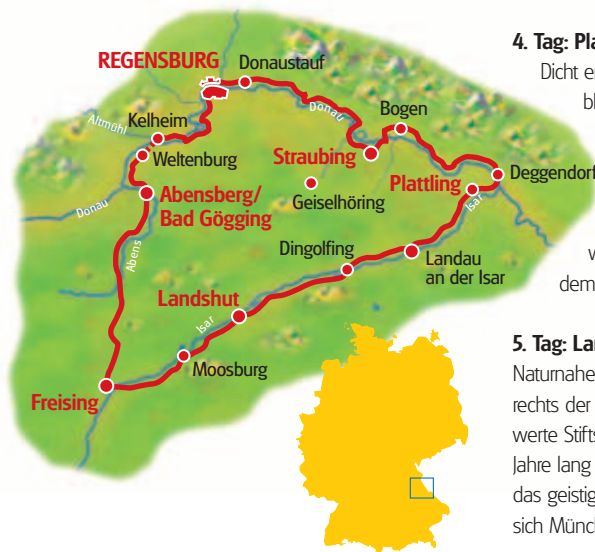 REGENSBURG
Donaustauf
Donau
Bogen
Kelheim
Altmühl
Weltenburg
Straubing
Plattling
Deggendorf
Abensberg/
Bad Gögging
Geiselhöring
Donau
Abens
Isar
Dingolfing
Landau
an der Isar
Landshut
Isar
Moosburg
Freising
4. Tag: Pla
Dicht e
bl
w
dem
5. Tag: Lan
Naturnahe
rechts der
werte Stifts
Jahre lang
das geistig
sich Münch